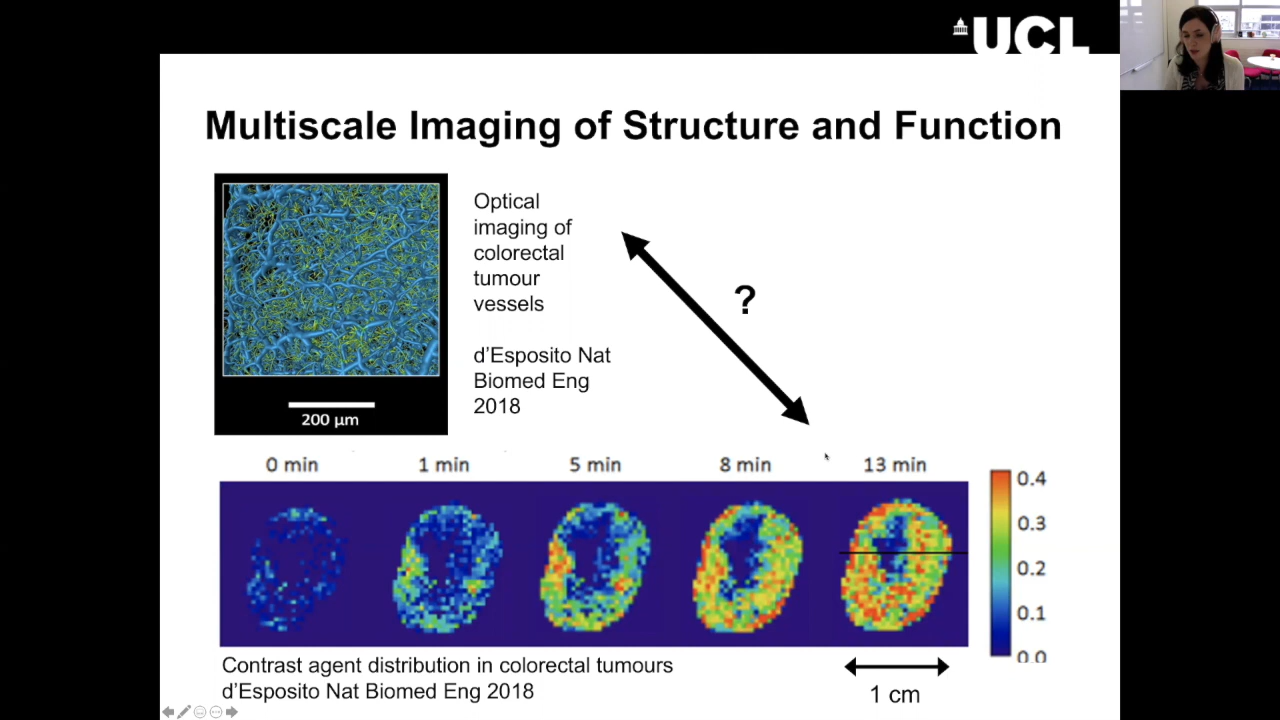 UCL
Multiscale Imaging of Structure and Function
Optical
imaging of
colorectal
tumour
vessels
d'Esposito Nat
Biomed Eng
2018
200 µm
?
0 min
1 min
5 min
8 min
13 min
0.4
0.3
0.2
0.1
0.0
Contrast agent distribution in colorectal tumours
d'Esposito Nat Biomed Eng 2018
1 cm